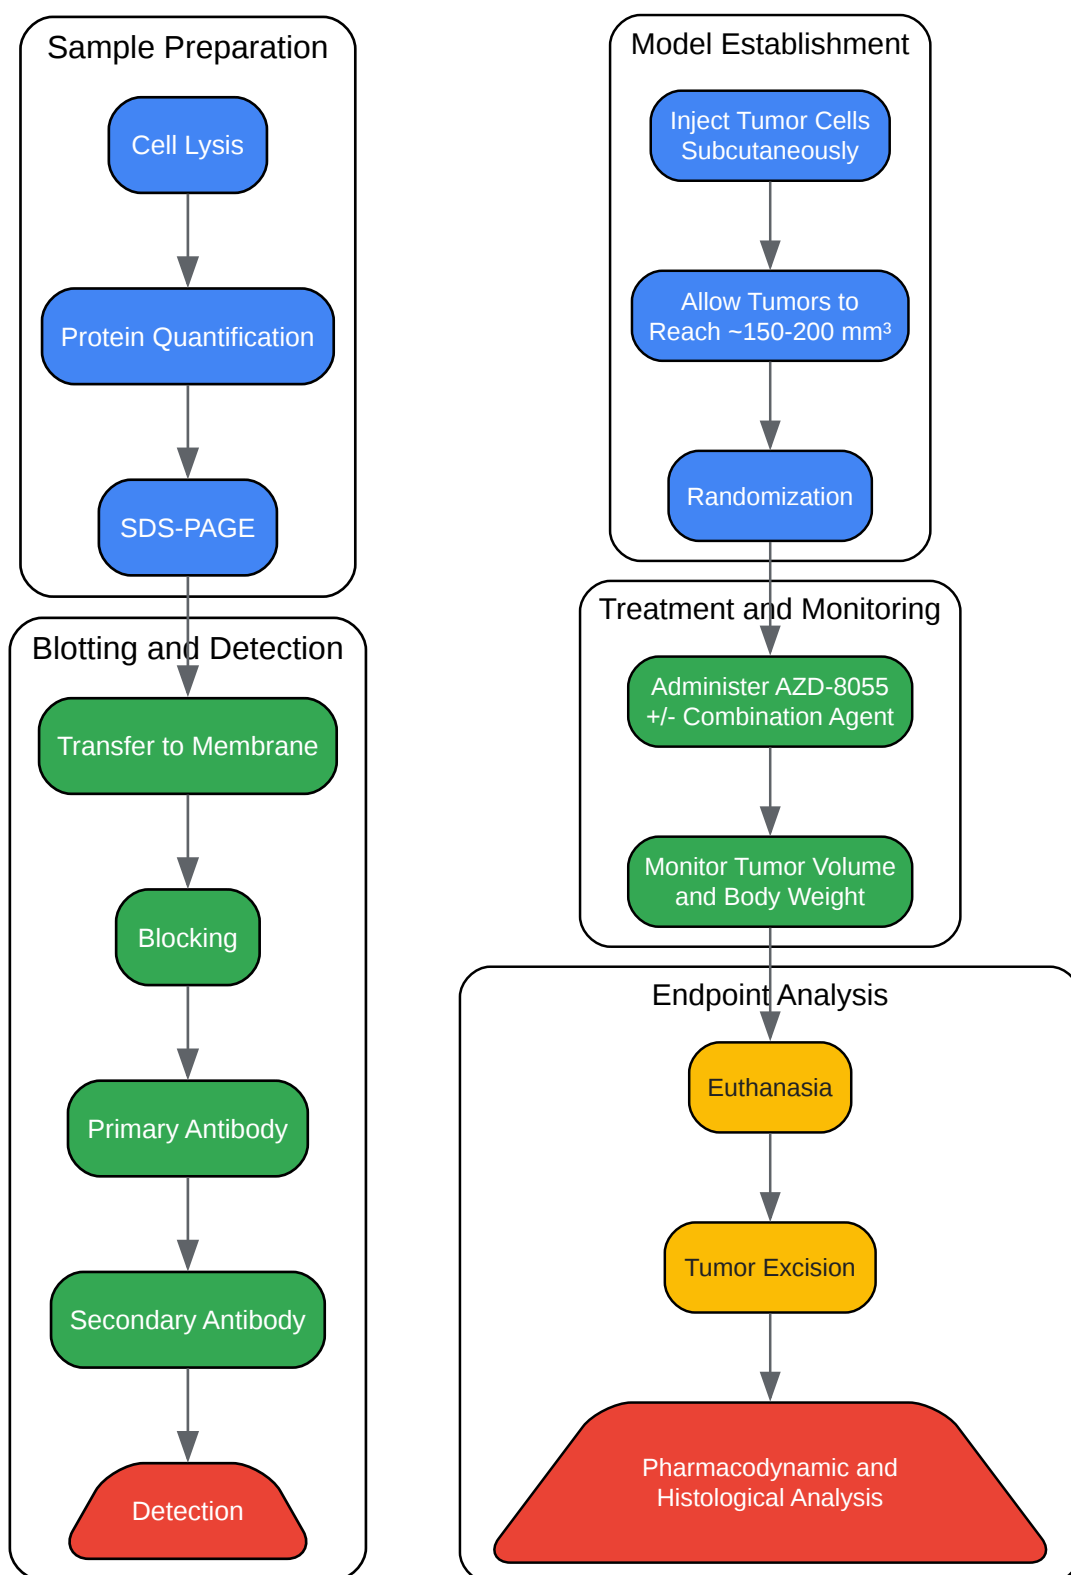 Sample Preparation
Cell Lysis
Protein Quantification
SDS-PAGE
Blotting and Detection
Transfer to Membrane
Blocking
Primary Antibody
Secondary Antibody
Detection
Model Establishment
Inject Tumor Cells
Subcutaneously
Allow Tumors to
Reach ~150-200 mm³
Randomization
Treatment and Monitoring
Administer AZD-8055
+/- Combination Agent
Monitor Tumor Volume
and Body Weight
Endpoint Analysis
Euthanasia
Tumor Excision
Pharmacodynamic and
Histological Analysis